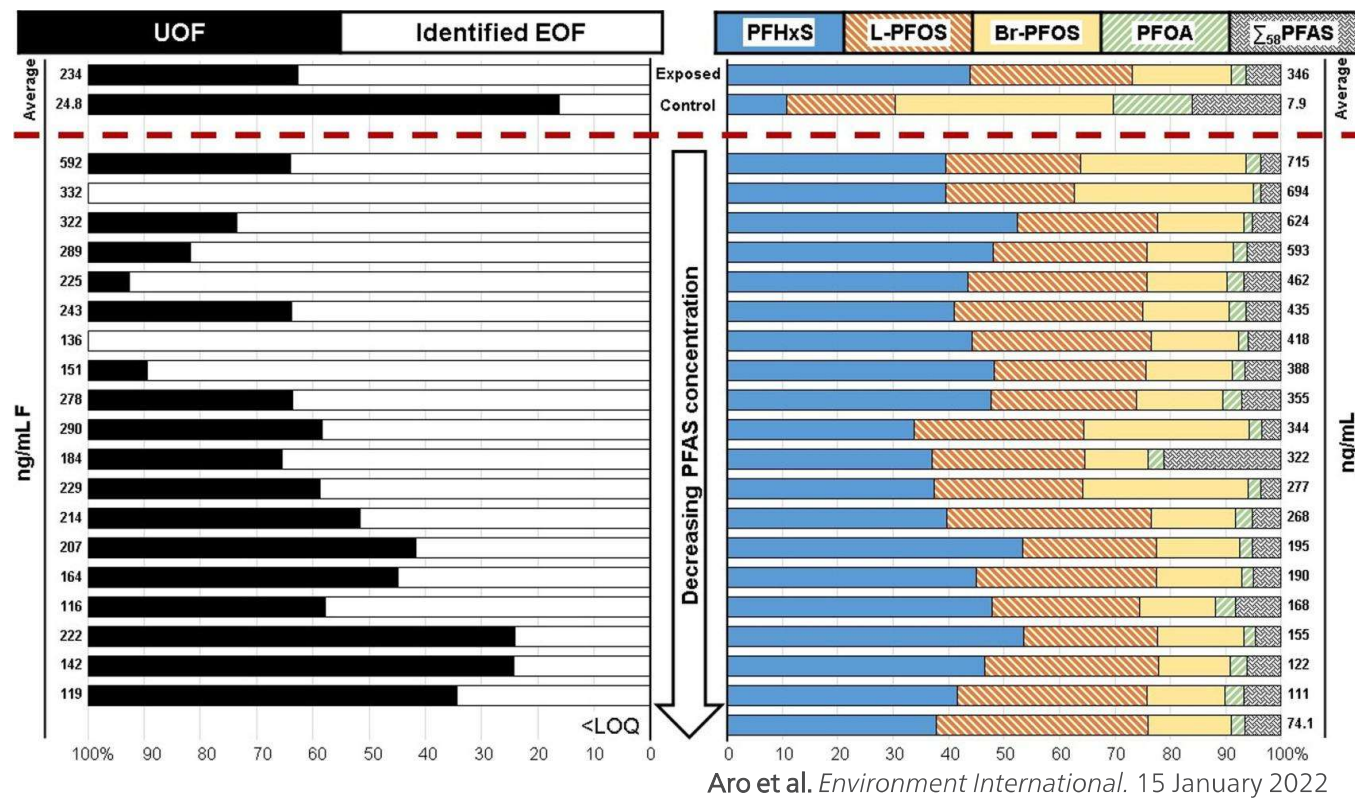 UOF Identified EOF PFHxS L-PFOS Br-PFOS PFOA ∑58PFAS
Average 234 Exposed 346 Average
24.8 Control 7.9
592 715
332 694
322 624
289 593
225 462
243 435
136 418
151 388
278 355
290 344
184 322
229 277
214 268
207 195
164 190
116 168
222 155
142 122
119 111
<LOQ 74.1
ng/mL F
Decreasing PFAS concentration
ng/mL
100% 90 80 70 60 50 40 30 20 10 0 0 10 20 30 40 50 60 70 80 90 100%
Aro et al. Environment International. 15 January 2022